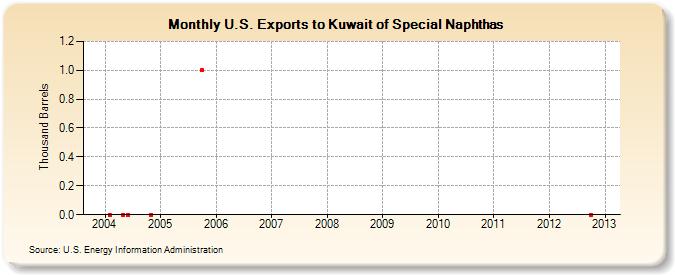 Monthly U.S. Exports to Kuwait of Special Naphthas
Thousand Barrels
1.2
1.0
0.8
0.6
0.4
0.2
0.0
2004 2005 2006 2007 2008 2009 2010 2011 2012 2013
Source: U.S. Energy Information Administration